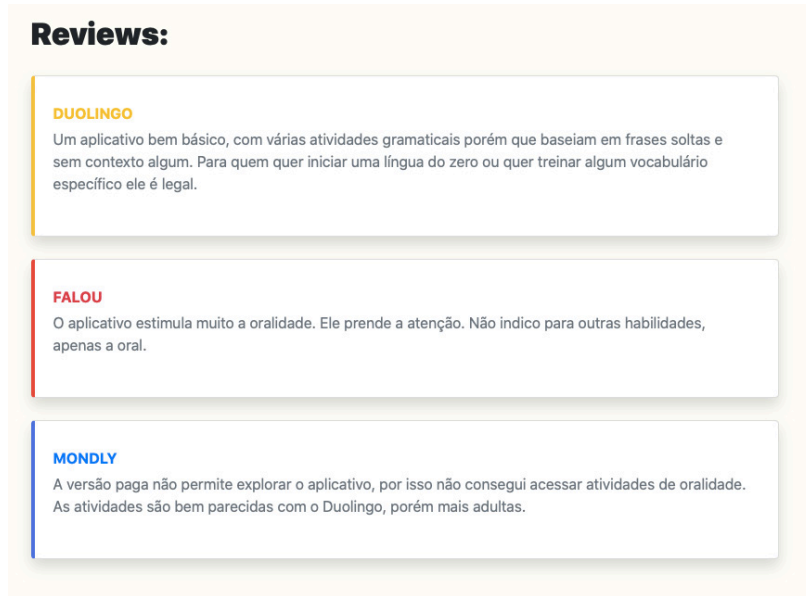 Reviews:
DUOLINGO
Um aplicativo bem básico, com várias atividades gramaticais porém que baseiam em frases soltas e
sem contexto algum. Para quem quer iniciar uma língua do zero ou quer treinar algum vocabulário
específico ele é legal.
FALOU
O aplicativo estimula muito a oralidade. Ele prende a atenção. Não indico para outras habilidades,
apenas a oral.
MONDLY
A versão paga não permite explorar o aplicativo, por isso não consegui acessar atividades de oralidade.
As atividades são bem parecidas com o Duolingo, porém mais adultas.